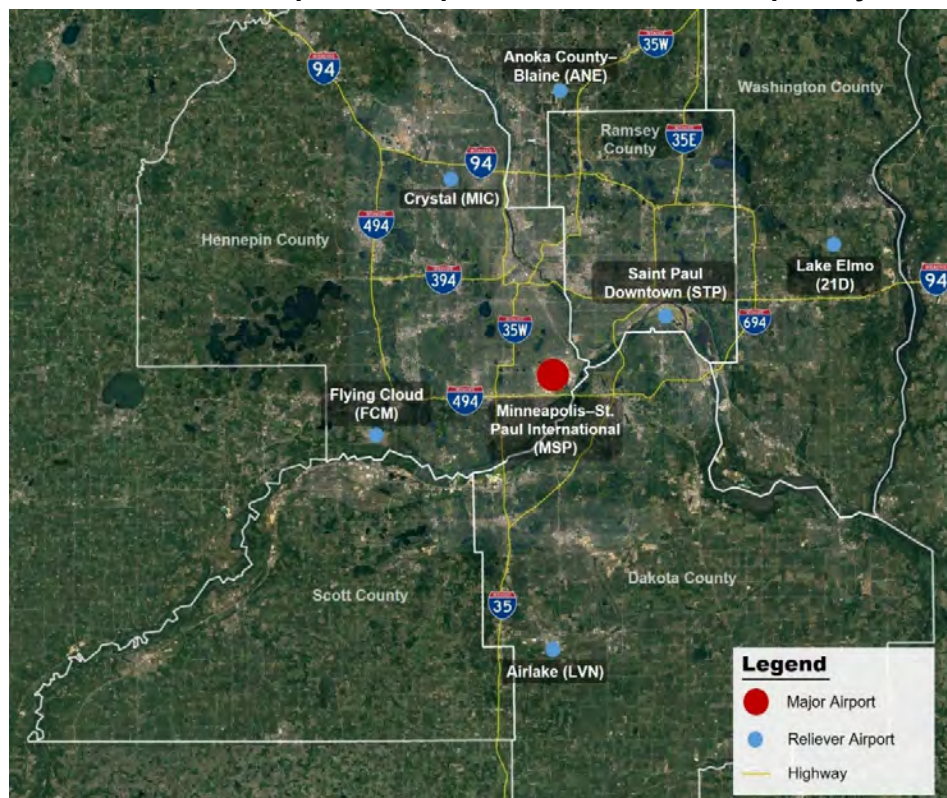 35W
94
Anoka County–
Blaine (ANE)
Washington County
Ramsey
County
35E
94
Crystal (MIC)
494
Hennepin County
394
Saint Paul
Downtown (STP)
Lake Elmo
(21D)
94
35W
694
Flying Cloud
(FCM)
494
Minneapolis–St.
Paul International
(MSP)
Dakota County
Scott County
35
Airlake (LVN)
Legend
Major Airport
Reliever Airport
Highway